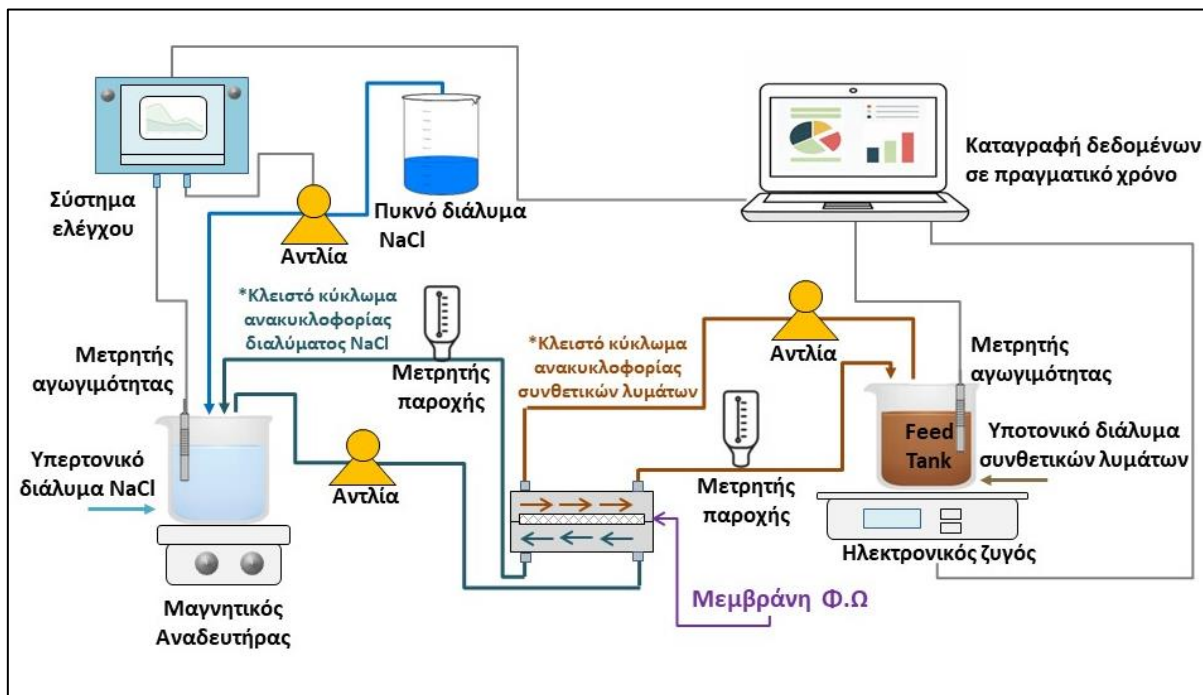 Σύστημα
ελέγχου
Αντλία
Πυκνό διάλυμα
NaCl
Καταγραφή δεδομένων
σε πραγματικό χρόνο
*Κλειστό κύκλωμα
ανακυκλοφορίας
διαλύματος NaCl
Μετρητής
παροχής
Μετρητής
αγωγιμότητας
Υπερτονικό
διάλυμα NaCl
Αντλία
Μαγνητικός
Αναδευτήρας
*Κλειστό κύκλωμα
ανακυκλοφορίας
συνθετικών λυμάτων
Αντλία
Μετρητής
παροχής
Μετρητής
αγωγιμότητας
Feed
Tank
Υποτονικό διάλυμα
συνθετικών λυμάτων
Ηλεκτρονικός ζυγός
Μεμβράνη Φ.Ω